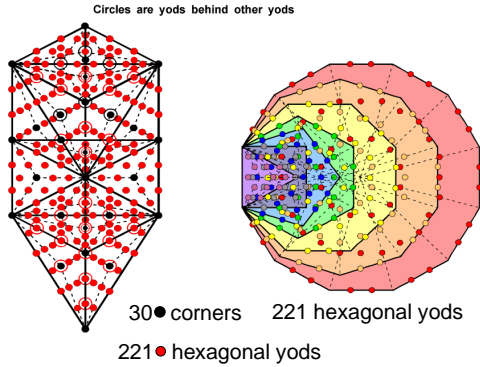 Circles are yods behind other yods
30 corners
221 hexagonal yods
221 hexagonal yods